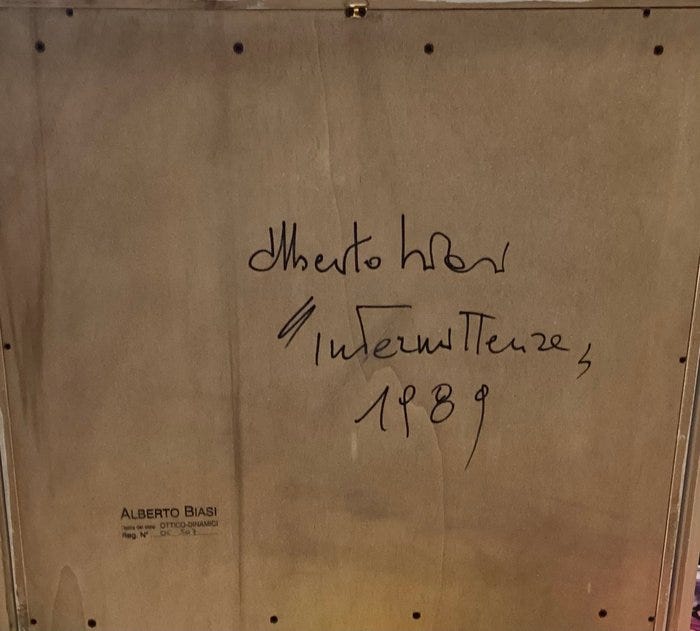 Alberto Biasi
"Intermittenze,
1989
ALBERTO BIASI
OTTICO-DINAMICI
Reg. N°